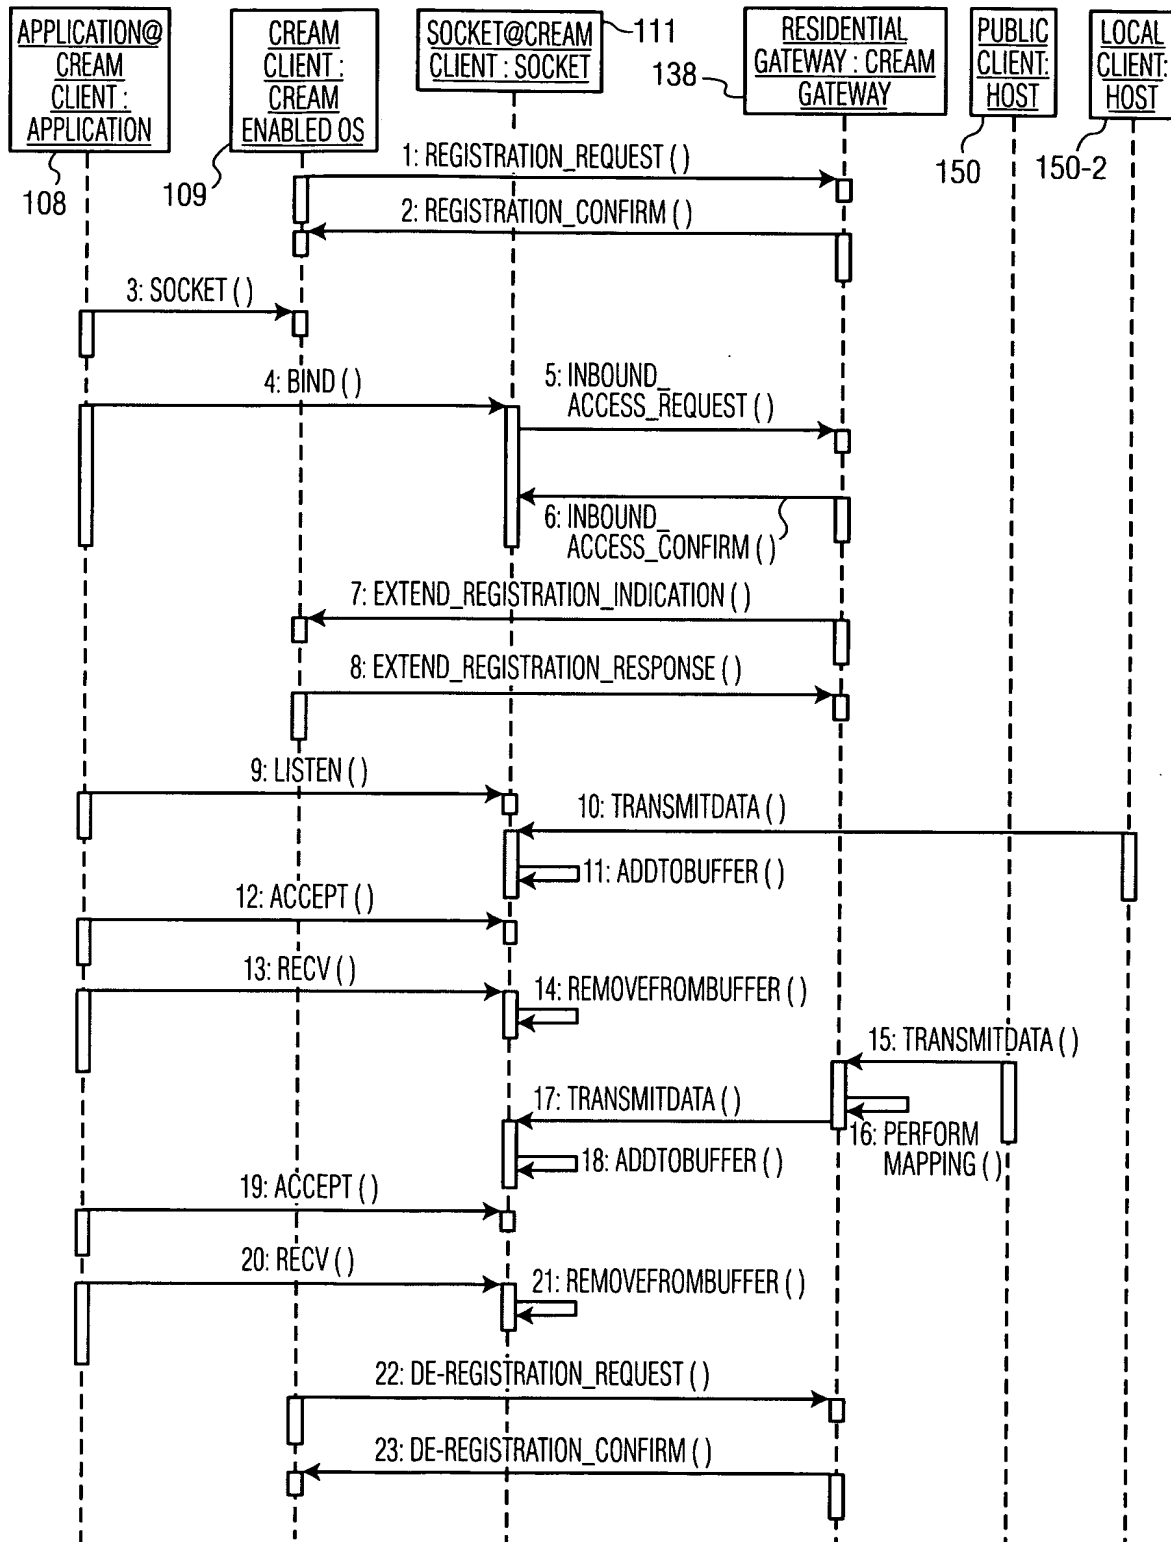 APPLICATION@
CREAM
CLIENT :
APPLICATION
108
CREAM
CLIENT :
CREAM
ENABLED OS
109
SOCKET@CREAM
CLIENT : SOCKET
111
RESIDENTIAL
GATEWAY : CREAM
GATEWAY
138
PUBLIC
CLIENT:
HOST
150
LOCAL
CLIENT:
HOST
150-2
1: REGISTRATION_REQUEST ( )
2: REGISTRATION_CONFIRM ( )
3: SOCKET ( )
4: BIND ( )
5: INBOUND_
ACCESS_REQUEST ( )
6: INBOUND_
ACCESS_CONFIRM ( )
7: EXTEND_REGISTRATION_INDICATION ( )
8: EXTEND_REGISTRATION_RESPONSE ( )
9: LISTEN ( )
10: TRANSMITDATA ( )
11: ADDTOBUFFER ( )
12: ACCEPT ( )
13: RECV ( )
14: REMOVEFROMBUFFER ( )
15: TRANSMITDATA ( )
16: PERFORM
MAPPING ( )
17: TRANSMITDATA ( )
18: ADDTOBUFFER ( )
19: ACCEPT ( )
20: RECV ( )
21: REMOVEFROMBUFFER ( )
22: DE-REGISTRATION_REQUEST ( )
23: DE-REGISTRATION_CONFIRM ( )